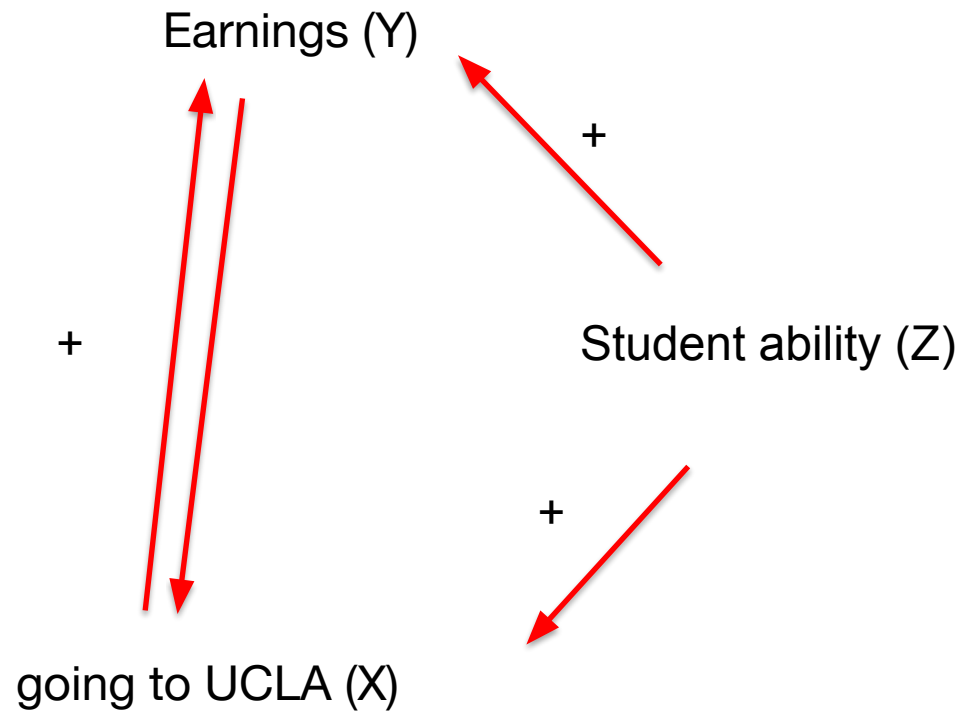 Earnings (Y)
+
+
Student ability (Z)
+
going to UCLA (X)